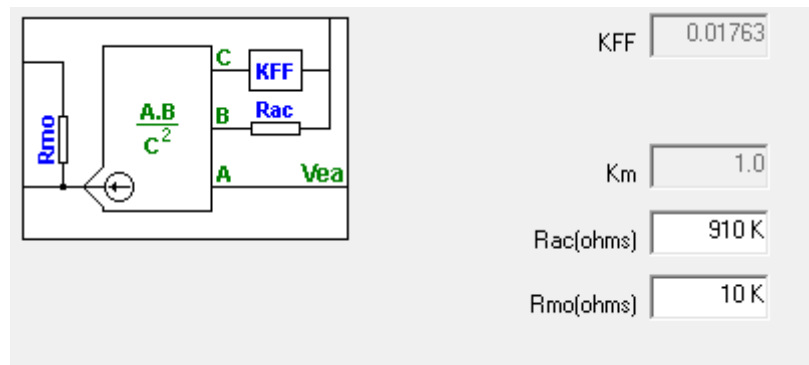 C
KFF
B
Rac
A.B
C2
Rmo
A
Vea
KFF 0.01763
Km 1.0
Rac(ohms) 910 K
Rmo(ohms) 10 K